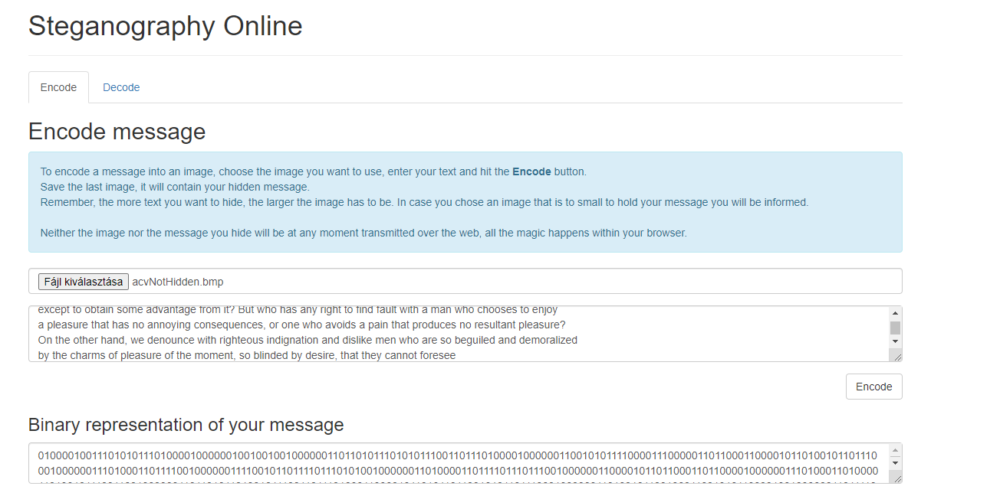 Steganography Online
Encode Decode
Encode message
To encode a message into an image, choose the image you want to use, enter your text and hit the Encode button.
Save the last image, it will contain your hidden message.
Remember, the more text you want to hide, the larger the image has to be. In case you chose an image that is to small to hold your message you will be informed.
Neither the image nor the message you hide will be at any moment transmitted over the web, all the magic happens within your browser.
Fájl kiválasztása acvNotHidden.bmp
except to obtain some advantage from it? But who has any right to find fault with a man who chooses to enjoy
a pleasure that has no annoying consequences, or one who avoids a pain that produces no resultant pleasure?
On the other hand, we denounce with righteous indignation and dislike men who are so beguiled and demoralized
by the charms of pleasure of the moment, so blinded by desire, that they cannot foresee
Encode
Binary representation of your message
010000100111010101110100001000000100100100100000011011010111010101110011011101000010000001100101011110000111000001101100011000010110100101101110
001000000111010001101111001000000111100101101111011101010010000001101000011011110111011100100000011000010110110001101100001000000111010001101000